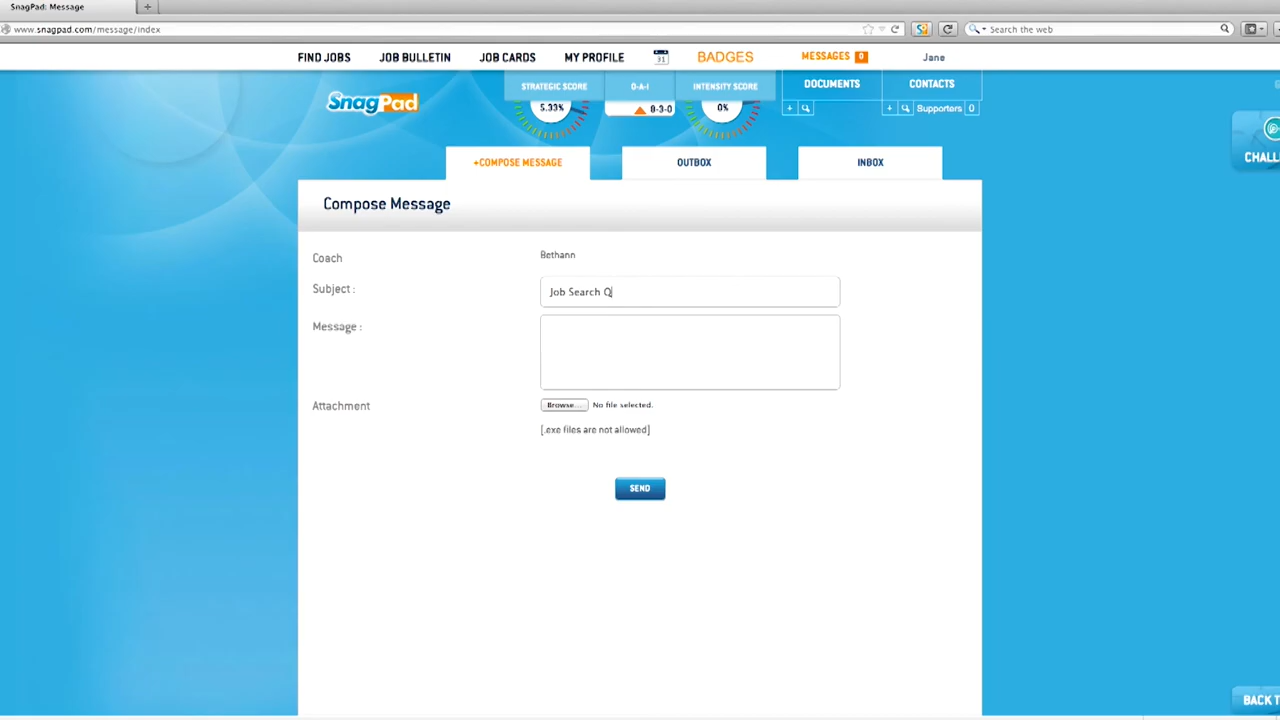 SnagPad: Message
www.snagpad.com/message/index
Search the web
FIND JOBS JOB BULLETIN JOB CARDS MY PROFILE 31 BADGES MESSAGES 0 Jane
STRATEGIC SCORE O-A-I INTENSITY SCORE DOCUMENTS CONTACTS
SnagPad 5.33% 0-3-0 0% + + Supporters 0
+COMPOSE MESSAGE OUTBOX INBOX
CHALL
Compose Message
Coach Bethann
Subject : Job Search Q
Message :
Attachment Browse... No file selected.
[.exe files are not allowed]
SEND
BACK T